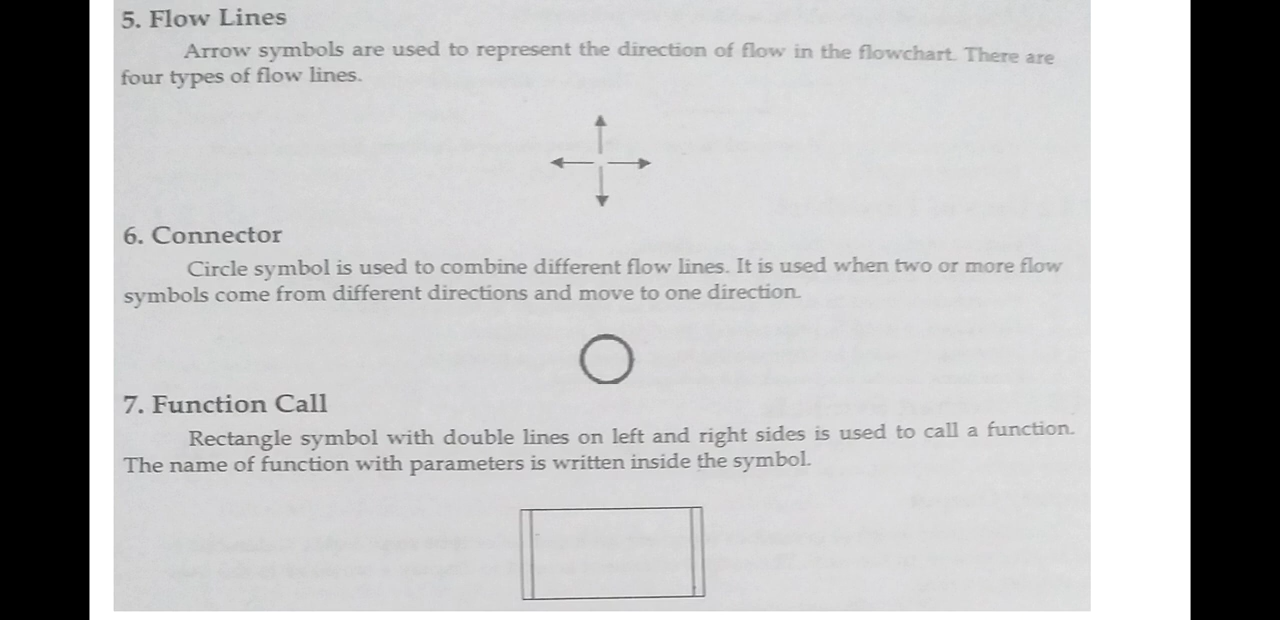 5. Flow Lines
Arrow symbols are used to represent the direction of flow in the flowchart. There are
four types of flow lines.
6. Connector
Circle symbol is used to combine different flow lines. It is used when two or more flow
symbols come from different directions and move to one direction.
7. Function Call
Rectangle symbol with double lines on left and right sides is used to call a function.
The name of function with parameters is written inside the symbol.